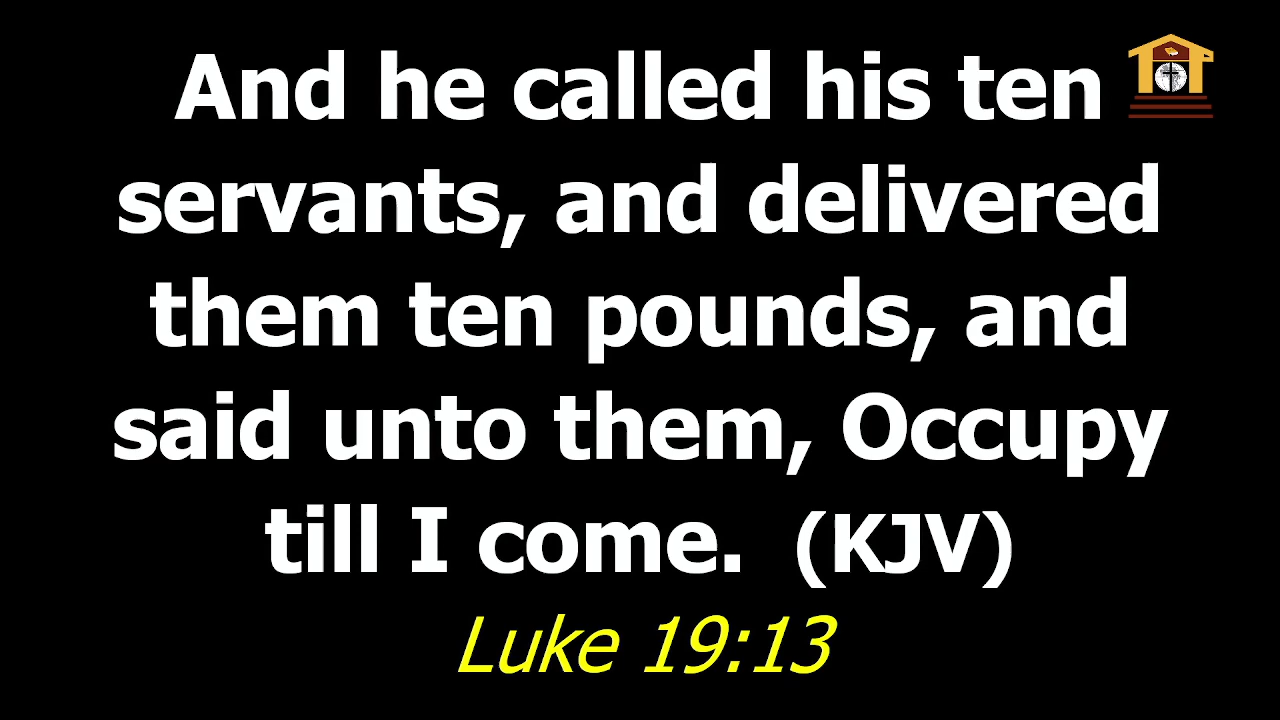 And he called his ten
servants, and delivered
them ten pounds, and
said unto them, Occupy
till I come.  (KJV)
Luke 19:13